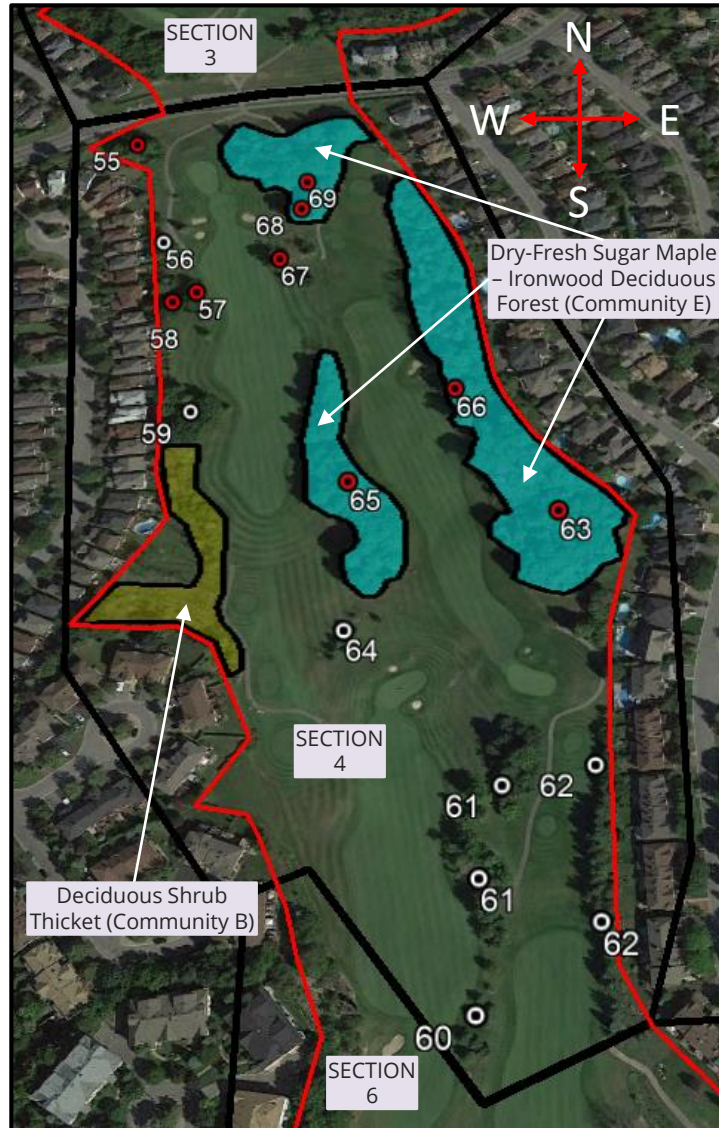 SECTION
3
N
W E
S
55
69
68
56
67
Dry-Fresh Sugar Maple
– Ironwood Deciduous
Forest (Community E)
57
58
66
59
65
63
64
SECTION
4
62
61
Deciduous Shrub
Thicket (Community B)
61
62
60
SECTION
6